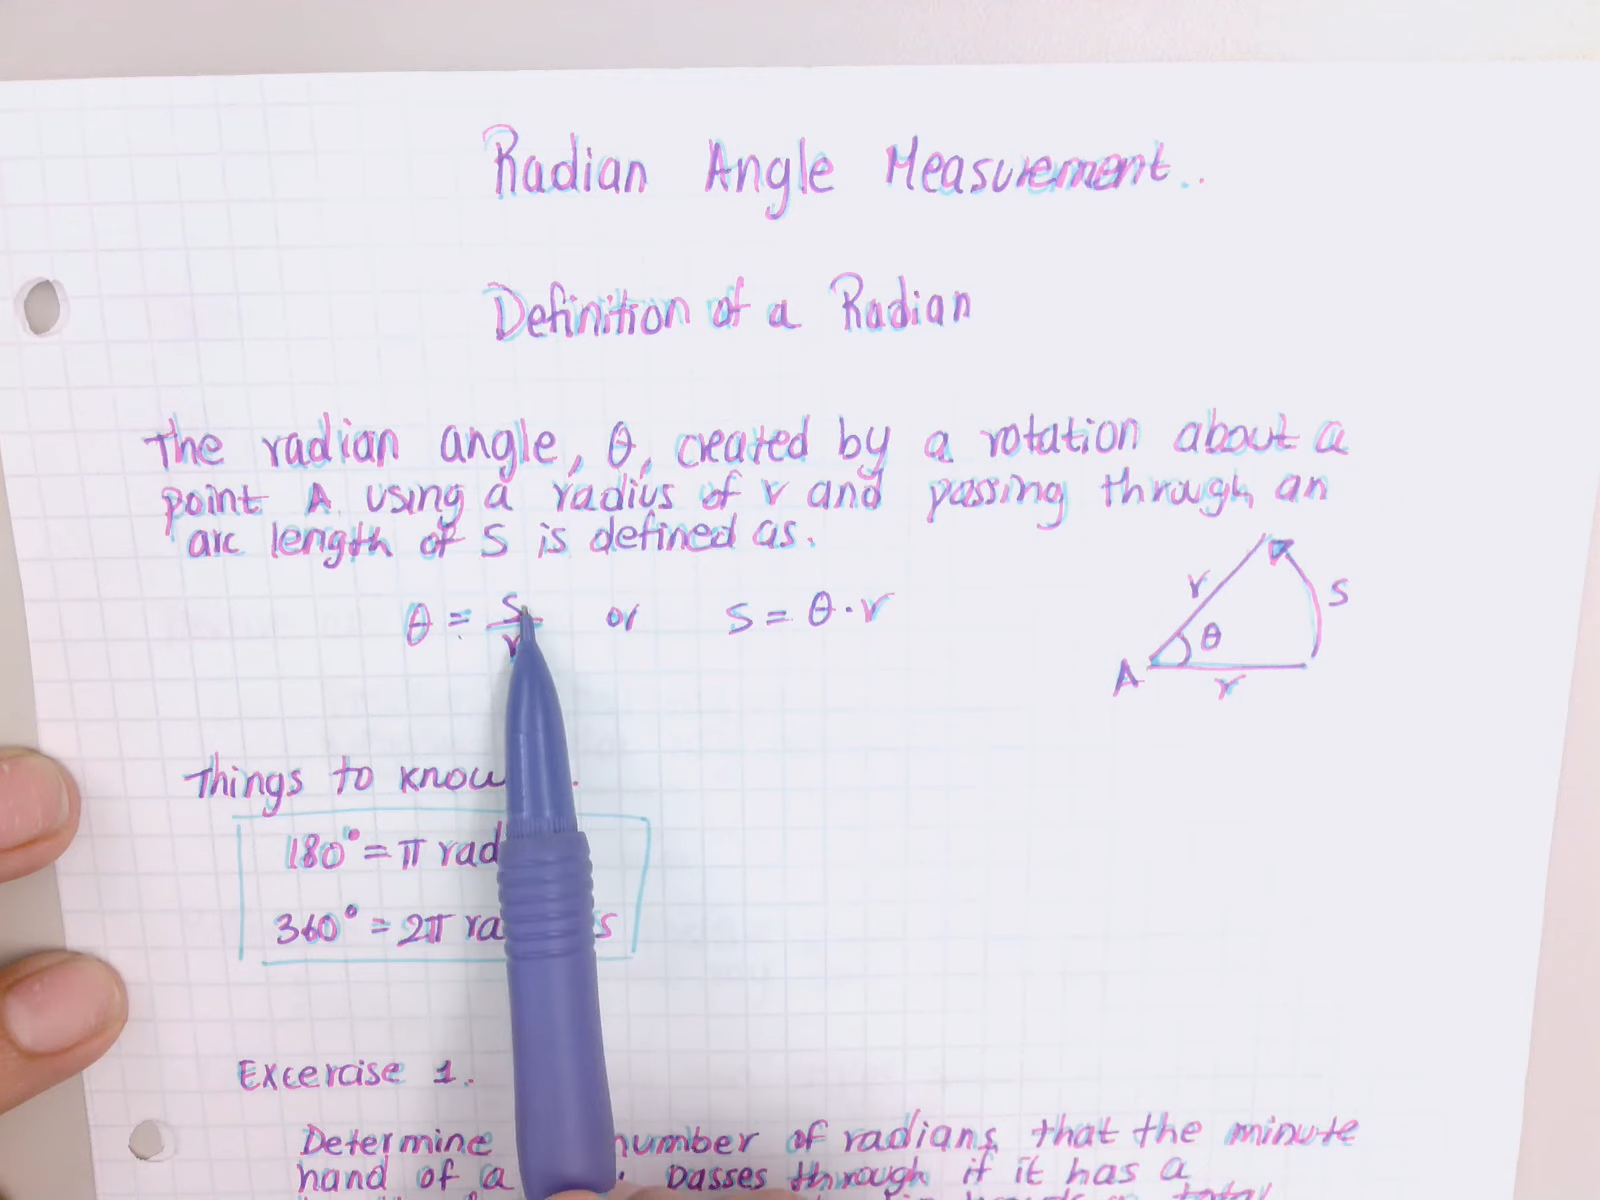 Radian Angle Measurement..
Definition of a Radian
The radian angle, θ, created by a rotation about a
point A using a radius of r and passing through an
arc length of S is defined as.
θ = s/r or S = θ · r
r
S
θ
A
r
Things to know
180° = π rad
360° = 2π ra s
Excercise 1.
Determine number of radians that the minute
hand of a passes through if it has a
total